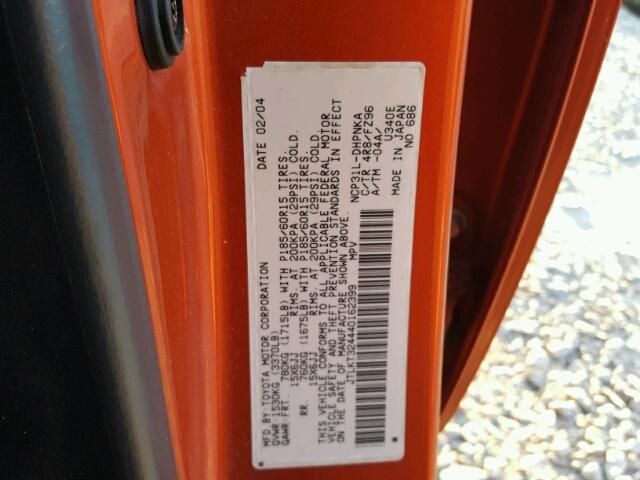 MFD. BY TOYOTA MOTOR CORPORATION DATE 02/04
GVWR 1530KG (3370LB)
GAWR: FRT. 780KG (1715LB) WITH P185/60R15 TIRES.
15X6JJ RIMS. AT 200KPA (29PSI) COLD.
RR. 760KG (1675LB) WITH P185/60R15 TIRES.
15X6JJ RIMS. AT 200KPA (29PSI) COLD.
THIS VEHICLE CONFORMS TO ALL APPLICABLE FEDERAL MOTOR
VEHICLE SAFETY AND THEFT PREVENTION STANDARDS IN EFFECT
ON THE DATE OF MANUFACTURE SHOWN ABOVE.
JTLKT324440162399 MPV
NCP31L-DHPNKA
C/TR 4R8/FZ96
A/TM -04A/
U340E
MADE IN JAPAN
NO 686